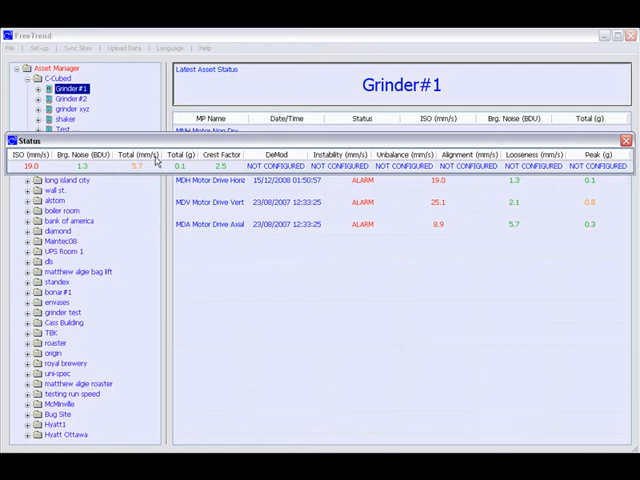 FreeTrend
File Set-up Sync Sites Upload Data Language Help
Asset Manager
C-Cubed
Grinder#1
Grinder#2
grinder xyz
shaker
Test ...
Latest Asset Status
Grinder#1
MP Name Date/Time Status ISO (mm/s) Brg. Noise (BDU) Total (g)
Status
ISO (mm/s) Brg. Noise (BDU) Total (mm/s) Total (g) Crest Factor DeMod Instability (mm/s) Unbalance (mm/s) Alignment (mm/s) Looseness (mm/s) Peak (g)
19.0 1.3 5.7 0.1 2.5 NOT CONFIGURED NOT CONFIGURED NOT CONFIGURED NOT CONFIGURED NOT CONFIGURED NOT CONFIGURED
MDH Motor Drive Horiz 15/12/2008 01:50:57 ALARM 19.0 1.3 0.1
MDV Motor Drive Vert 23/08/2007 12:33:25 ALARM 25.1 2.1 0.8
MDA Motor Drive Axial 23/08/2007 12:33:25 ALARM 8.9 5.7 0.3
long island city
wall st.
alstom
boiler room
bank of america
diamond
Maintec08
UPS Room 1
dls
matthew algie bag lift
standex
bonar#1
envases
grinder test
Cass Building
TBK
roaster
origin
royal brewery
uni-spec
matthew algie roaster
testing run speed
McMinville
Bug Site
Hyatt1
Hyatt Ottawa